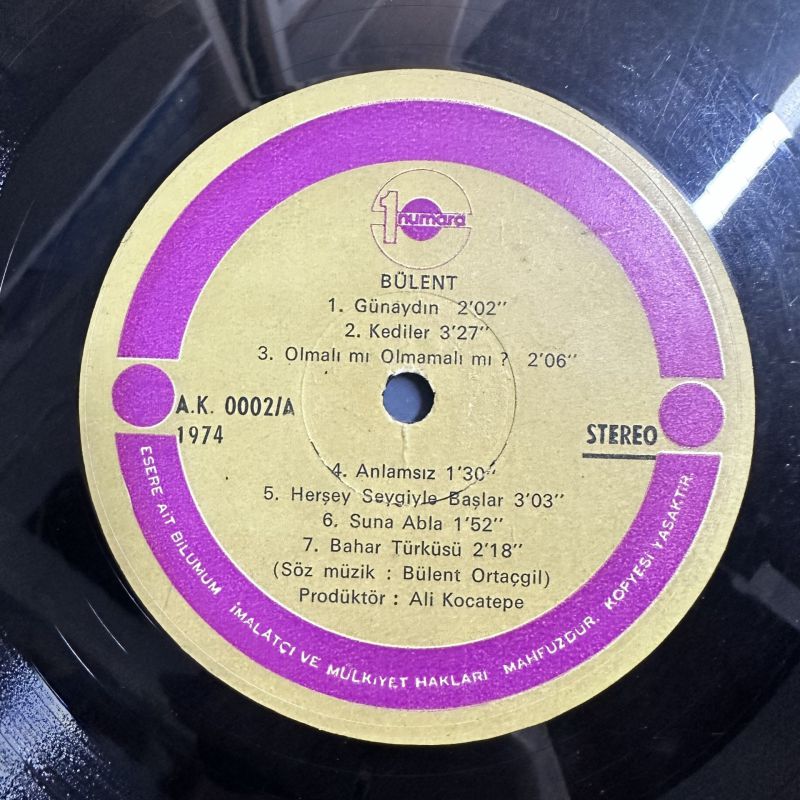 1 numara
BÜLENT
1. Günaydın 2'02"
2. Kediler 3'27"
3. Olmalı mı Olmamalı mı ? 2'06"
A.K. 0002/A
1974
STEREO
4. Anlamsız 1'30"
5. Herşey Seygiyle Başlar 3'03"
6. Suna Abla 1'52"
7. Bahar Türküsü 2'18"
(Söz müzik : Bülent Ortaçgil)
Prodüktör : Ali Kocatepe
ESERE AİT BİLÜMUM İMALATÇI VE MÜLKİYET HAKLARI MAHFUZDUR. KOPYESİ YASAKTIR.